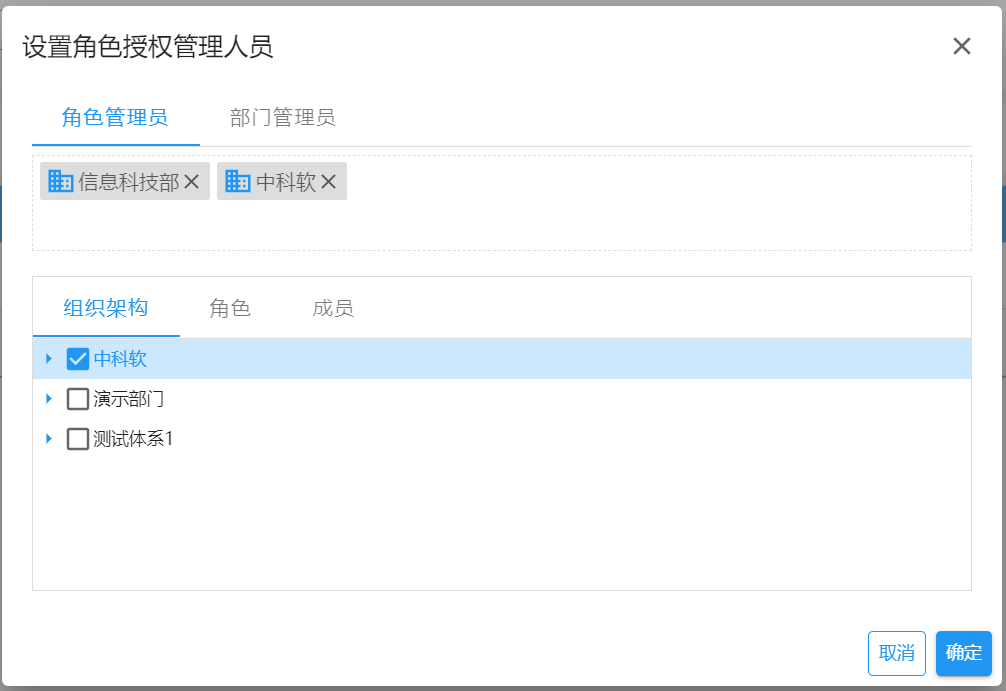 设置角色授权管理人员
角色管理员 部门管理员
信息科技部 中科软
组织架构 角色 成员
中科软
演示部门
测试体系1
取消 确定